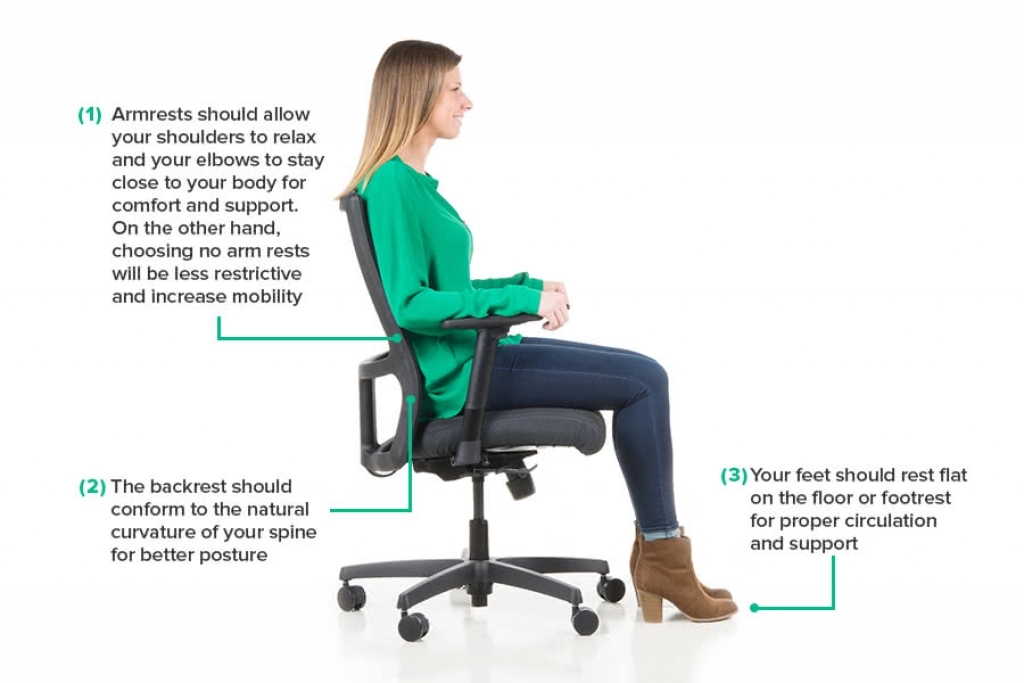 (1) Armrests should allow
your shoulders to relax
and your elbows to stay
close to your body for
comfort and support.
On the other hand,
choosing no arm rests
will be less restrictive
and increase mobility
(2) The backrest should
conform to the natural
curvature of your spine
for better posture
(3) Your feet should rest flat
on the floor or footrest
for proper circulation
and support